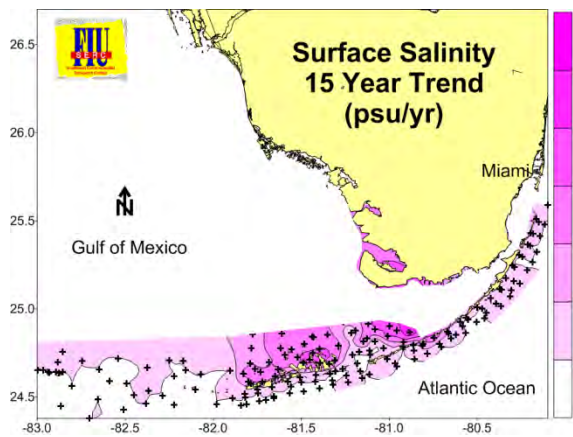 26.5
26.0
25.5
25.0
24.5
-83.0
-82.5
-82.0
-81.5
-81.0
-80.5
FIU
SERC
Surface Salinity
15 Year Trend
(psu/yr)
Miami
N
Gulf of Mexico
Atlantic Ocean